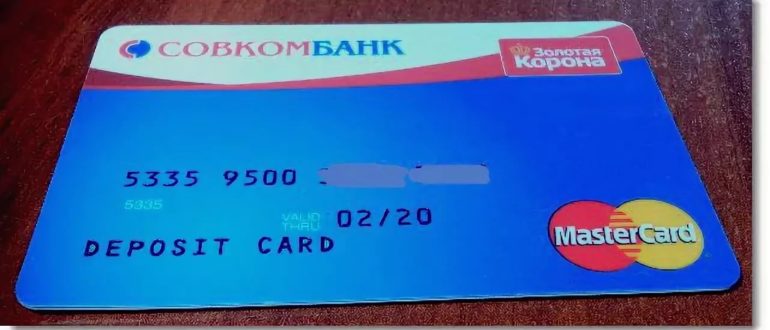 СОВКОМБАНК
Золотая
Корона
5335 9500
5335
VALID
THRU
02/20
DEPOSIT CARD
MasterCard